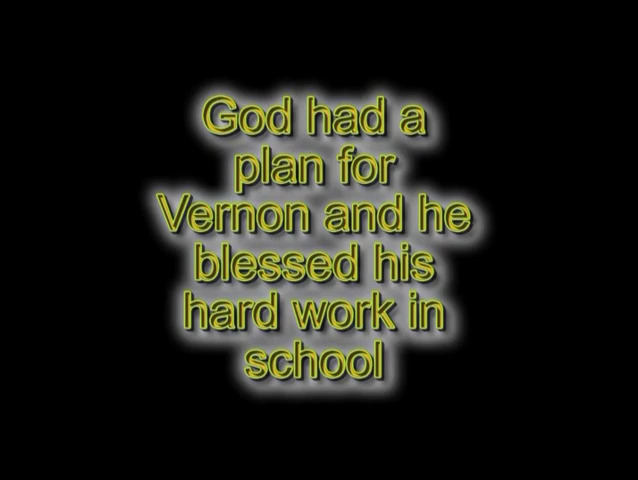 God had a
plan for
Vernon and he
blessed his
hard work in
school